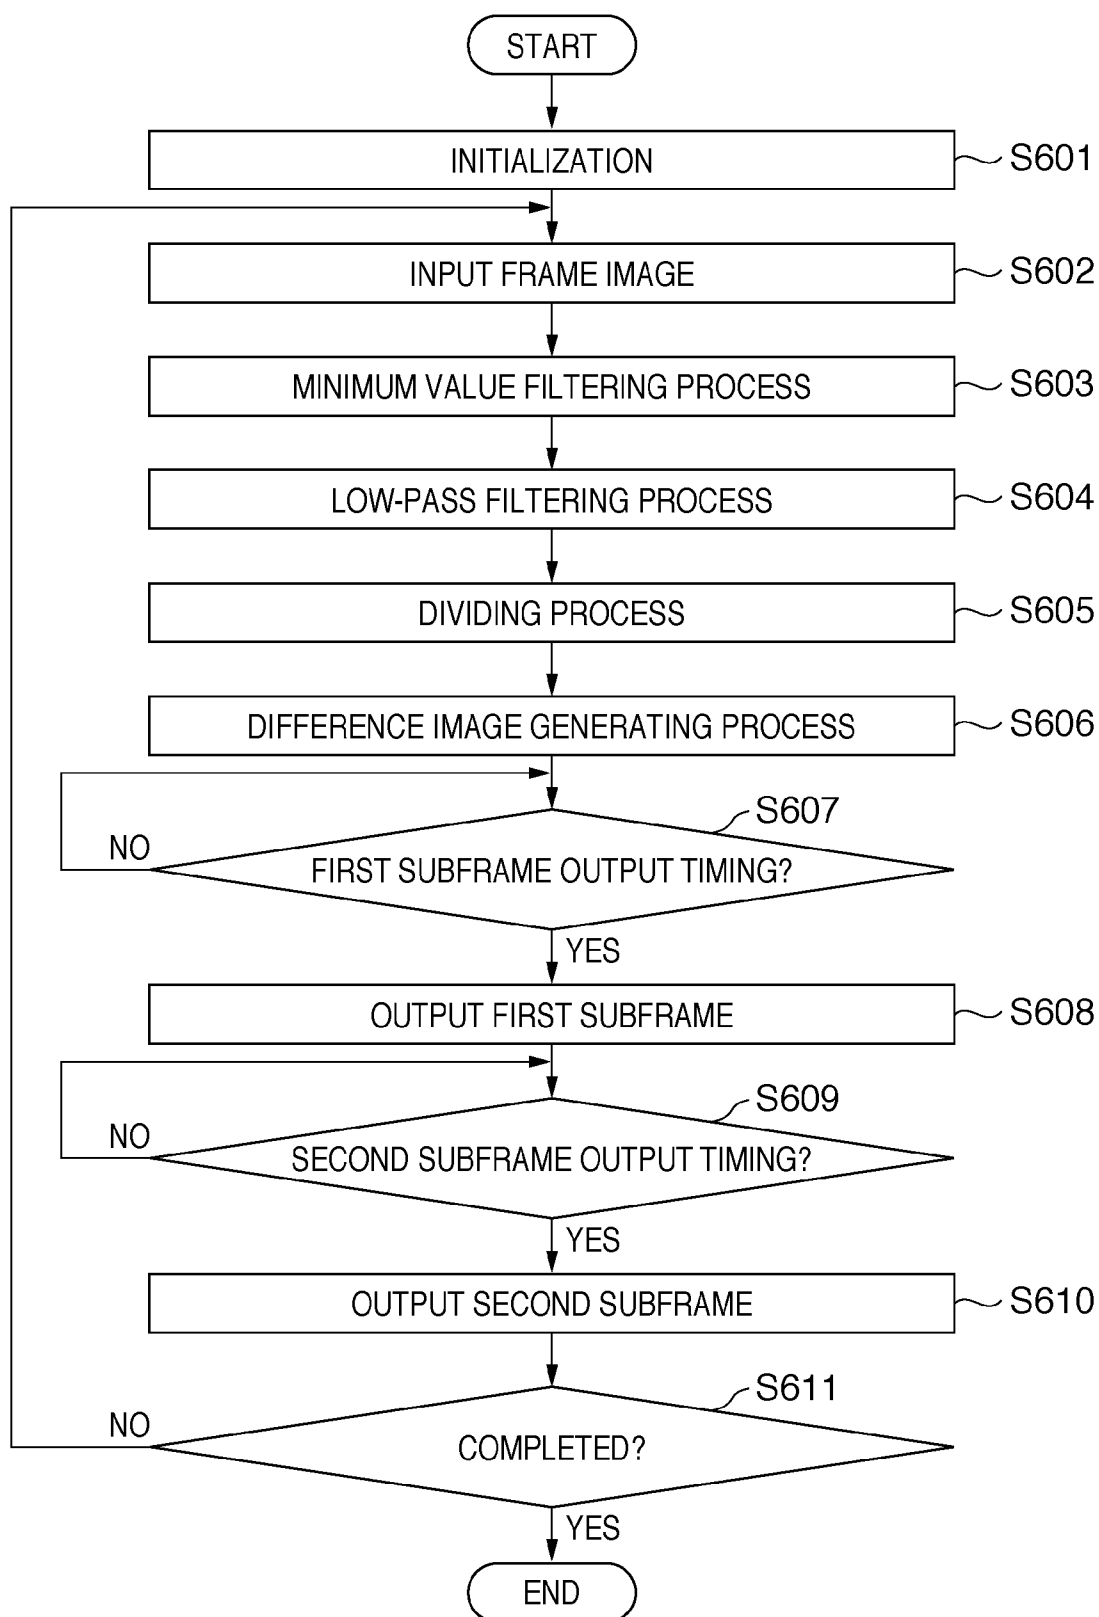 START
INITIALIZATION
S601
INPUT FRAME IMAGE
S602
MINIMUM VALUE FILTERING PROCESS
S603
LOW-PASS FILTERING PROCESS
S604
DIVIDING PROCESS
S605
DIFFERENCE IMAGE GENERATING PROCESS
S606
S607
NO
FIRST SUBFRAME OUTPUT TIMING?
YES
OUTPUT FIRST SUBFRAME
S608
S609
NO
SECOND SUBFRAME OUTPUT TIMING?
YES
OUTPUT SECOND SUBFRAME
S610
S611
NO
COMPLETED?
YES
END